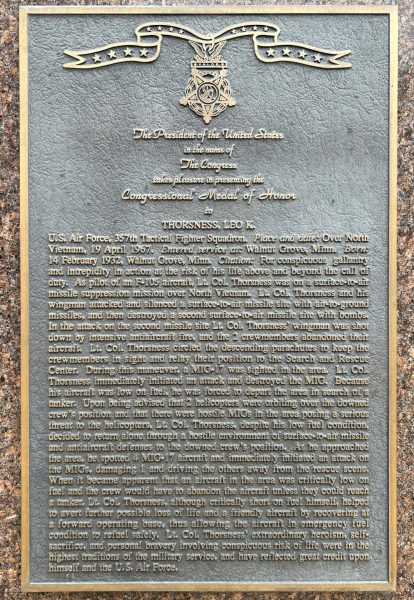 VALOR
The President of the United States
in the name of
The Congress
takes pleasure in presenting the
Congressional Medal of Honor
to
THORSNESS, LEO K.
U.S. Air Force, 357th Tactical Fighter Squadron. Place and date: Over North
Vietnam, 19 April 1967. Entered service at: Walnut Grove, Minn. Born:
14 February 1932, Walnut Grove, Minn. Citation: For conspicuous gallantry
and intrepidity in action at the risk of his life above and beyond the call of
duty. As pilot of an F-105 aircraft, Lt. Col. Thorsness was on a surface-to-air
missile suppression mission over North Vietnam. Lt. Col. Thorsness and his
wingman attacked and silenced a surface-to-air missile site with air-to-ground
missiles, and then destroyed a second surface-to-air missile site with bombs.
In the attack on the second missile site Lt. Col. Thorsness' wingman was shot
down by intensive antiaircraft fire, and the 2 crewmembers abandoned their
aircraft. Lt. Col. Thorsness circled the descending parachutes to keep the
crewmembers in sight and relay their position to the Search and Rescue
Center. During this maneuver, a MIG-17 was sighted in the area. Lt. Col.
Thorsness immediately initiated an attack and destroyed the MIG. Because
his aircraft was low on fuel, he was forced to depart the area in search of a
tanker. Upon being advised that 2 helicopters were orbiting over the downed
crew's position and that there were hostile MIGs in the area posing a serious
threat to the helicopters, Lt. Col. Thorsness, despite his low fuel condition,
decided to return alone through a hostile environment of surface-to-air missile
and antiaircraft defenses to the downed crew's position. As he approached
the area, he spotted 4 MIG-17 aircraft and immediately initiated an attack on
the MIGs, damaging 1 and driving the others away from the rescue scene.
When it became apparent that an aircraft in the area was critically low on
fuel and the crew would have to abandon the aircraft unless they could reach
a tanker, Lt. Col. Thorsness, although critically short on fuel himself, helped
to avert further possible loss of life and a friendly aircraft by recovering at
a forward operating base, thus allowing the aircraft in emergency fuel
condition to refuel safely. Lt. Col. Thorsness' extraordinary heroism, self-
sacrifice, and personal bravery involving conspicuous risk of life were in the
highest traditions of the military service, and have reflected great credit upon
himself and the U.S. Air Force.